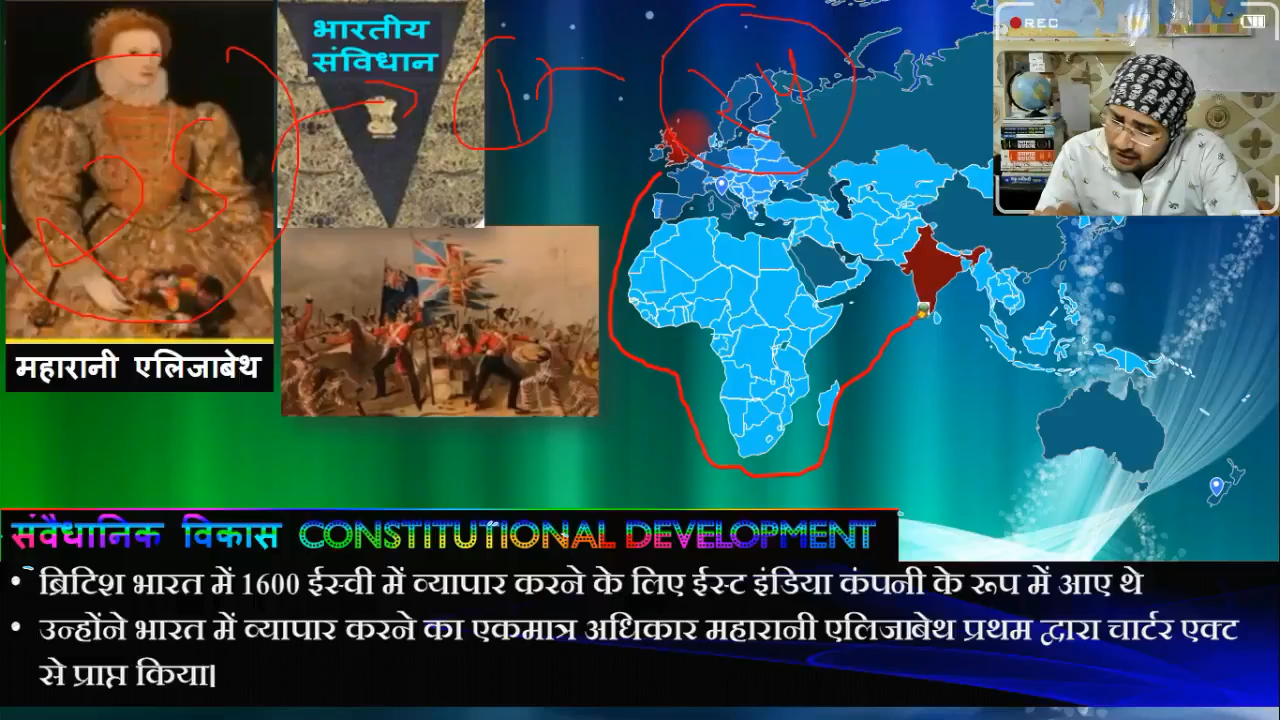 भारतीय
संविधान
REC
महारानी एलिजाबेथ
संवैधानिक विकास CONSTITUTIONAL DEVELOPMENT
• ब्रिटिश भारत में 1600 ईस्वी में व्यापार करने के लिए ईस्ट इंडिया कंपनी के रूप में आए थे
• उन्होंने भारत में व्यापार करने का एकमात्र अधिकार महारानी एलिजाबेथ प्रथम द्वारा चार्टर एक्ट
से प्राप्त किया।